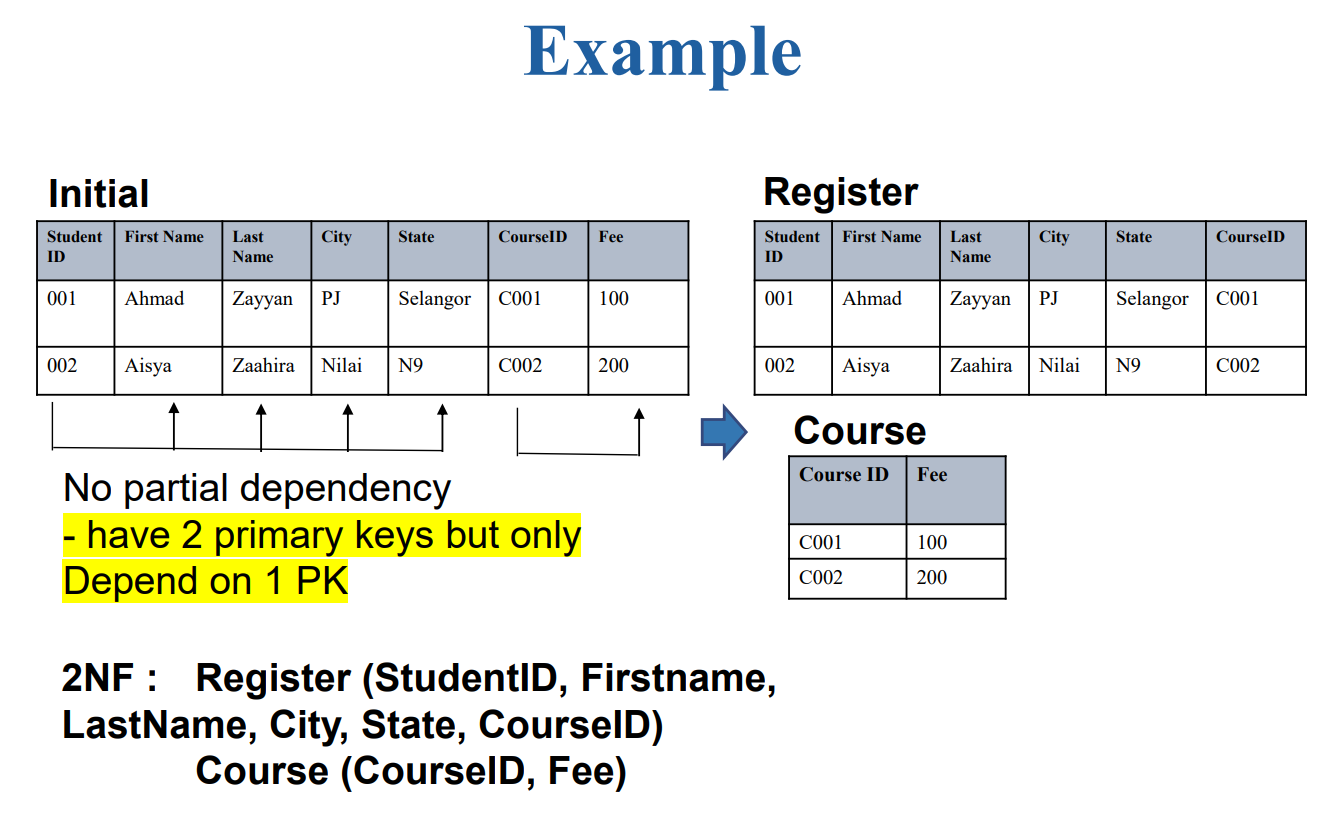 Example
Initial
Student ID First Name Last Name City State CourseID Fee
001 Ahmad Zayyan PJ Selangor C001 100
002 Aisya Zaahira Nilai N9 C002 200
Register
Student ID First Name Last Name City State CourseID
001 Ahmad Zayyan PJ Selangor C001
002 Aisya Zaahira Nilai N9 C002
Course
Course ID Fee
C001 100
C002 200
No partial dependency
- have 2 primary keys but only
Depend on 1 PK
2NF : Register (StudentID, Firstname,
LastName, City, State, CourseID)
Course (CourseID, Fee)